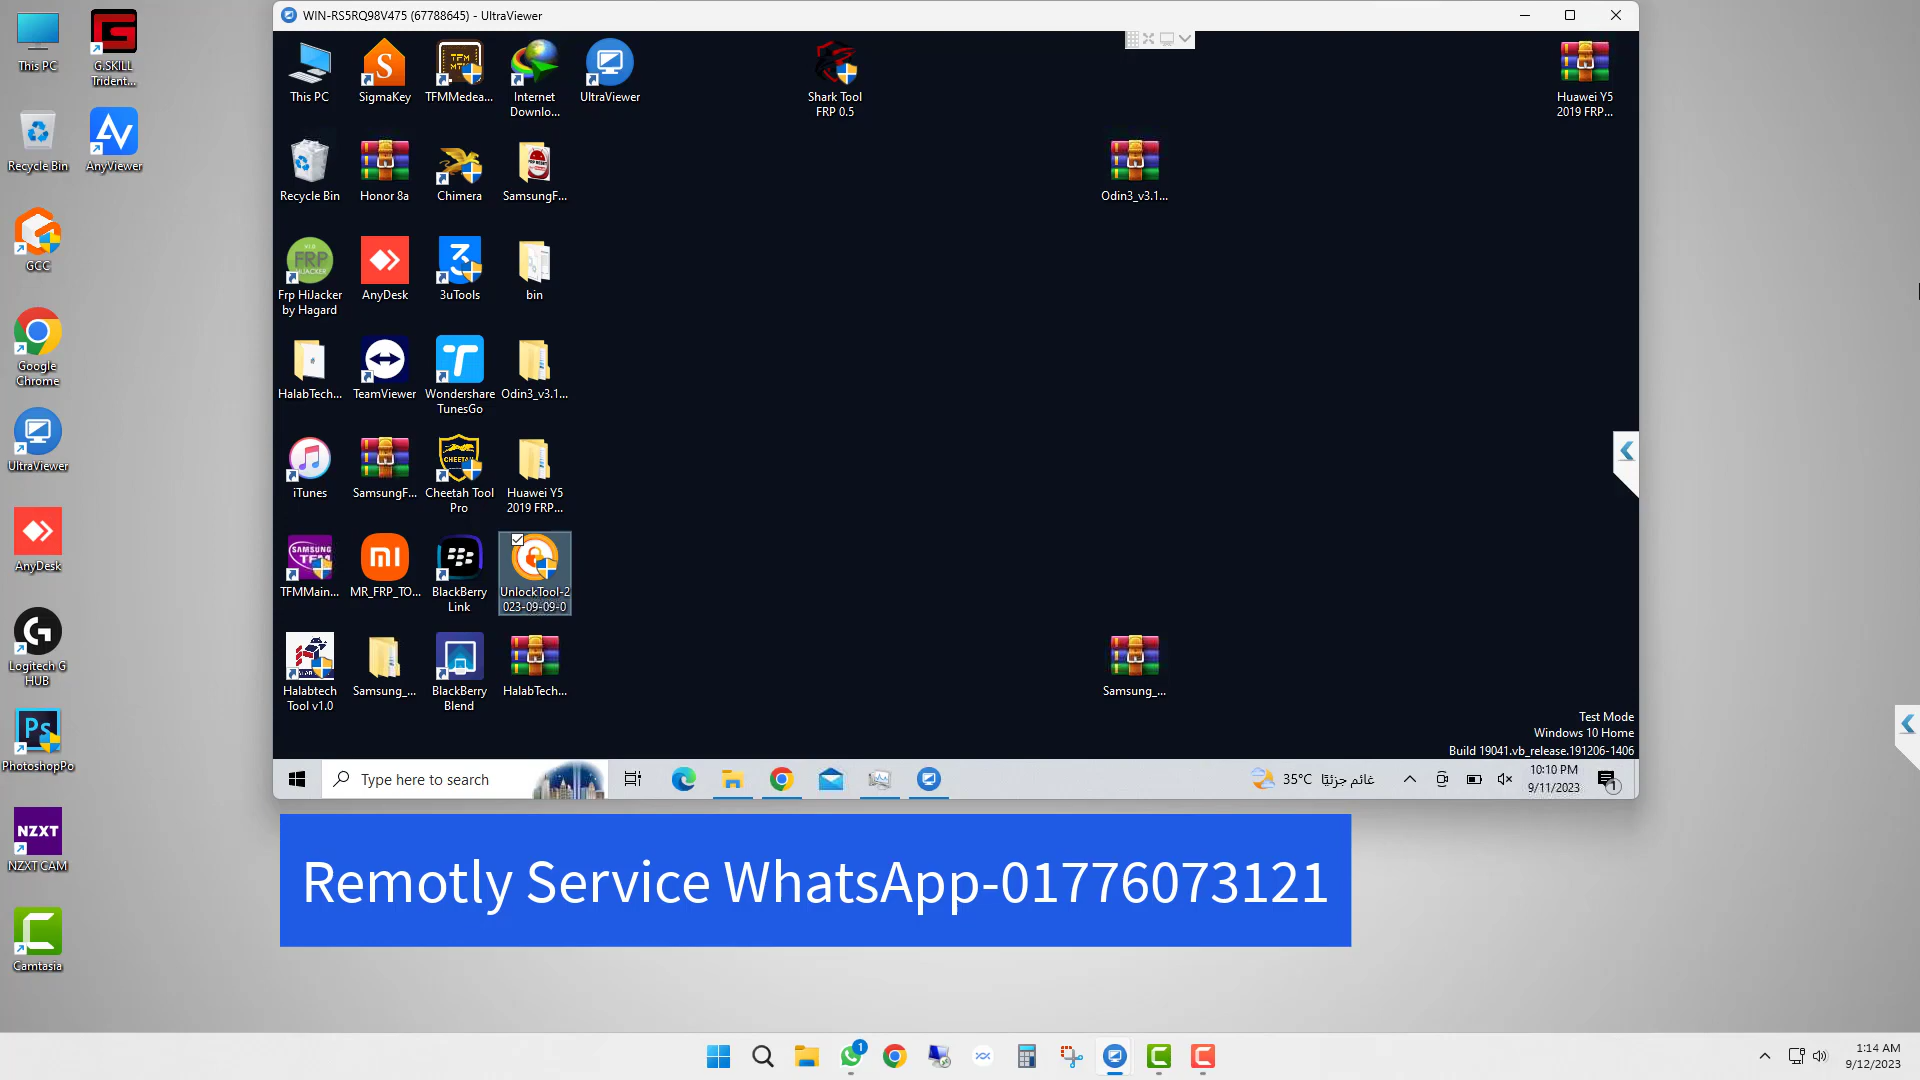 WIN-RS5RQ98V475 (67788645) - UltraViewer
This PC
G.SKILL
Trident...
Recycle Bin
AnyViewer
GCC
Google
Chrome
UltraViewer
AnyDesk
Logitech G
HUB
PhotoshopPo
NZXT CAM
Camtasia
This PC
SigmaKey
TFMMedea...
Internet
Downlo...
UltraViewer
Shark Tool
FRP 0.5
Huawei Y5
2019 FRP...
Recycle Bin
Honor 8a
Chimera
SamsungF...
Odin3_v3.1...
Frp HiJacker
by Hagard
AnyDesk
3uTools
bin
HalabTech...
TeamViewer
Wondershare
TunesGo
Odin3_v3.1...
iTunes
SamsungF...
Cheetah Tool
Pro
Huawei Y5
2019 FRP...
TFMMain...
MR_FRP_TO...
BlackBerry
Link
UnlockTool-2
023-09-09-0
Halabtech
Tool v1.0
Samsung_...
BlackBerry
Blend
HalabTech...
Samsung_...
Test Mode
Windows 10 Home
Build 19041.vb_release.191206-1406
Type here to search
35°C غائم جزئيًا
10:10 PM
9/11/2023
1
Remotly Service WhatsApp-01776073121
1
1:14 AM
9/12/2023